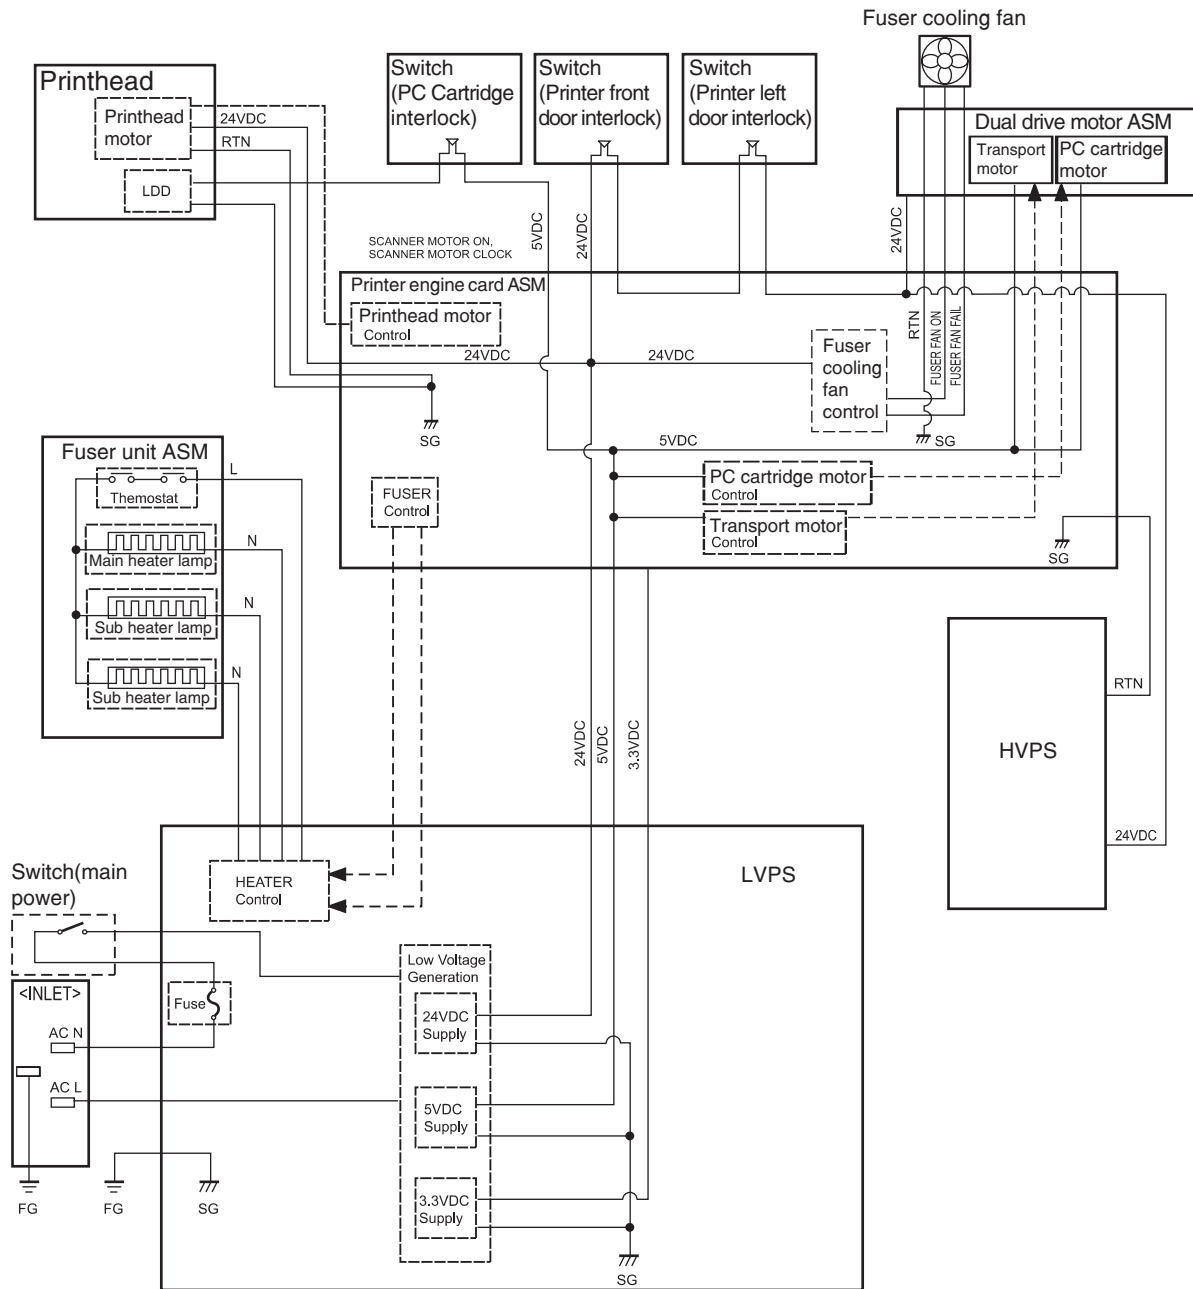 Fuser cooling fan
Printhead
Printhead
motor
24VDC
RTN
LDD
Switch
(PC Cartridge
interlock)
Switch
(Printer front
door interlock)
Switch
(Printer left
door interlock)
Dual drive motor ASM
Transport
motor
PC cartridge
motor
SCANNER MOTOR ON,
SCANNER MOTOR CLOCK
5VDC
24VDC
24VDC
Printer engine card ASM
Printhead motor
Control
24VDC
24VDC
Fuser
cooling
fan
control
RTN
FUSER FAN ON
FUSER FAN FAIL
SG
SG
5VDC
Fuser unit ASM
L
Themostat
N
Main heater lamp
N
Sub heater lamp
N
Sub heater lamp
FUSER
Control
PC cartridge motor
Control
Transport motor
Control
SG
RTN
HVPS
24VDC
24VDC
5VDC
3.3VDC
LVPS
HEATER
Control
Switch(main
power)
<INLET>
Fuse
AC N
AC L
Low Voltage
Generation
24VDC
Supply
5VDC
Supply
3.3VDC
Supply
FG
FG
SG
SG